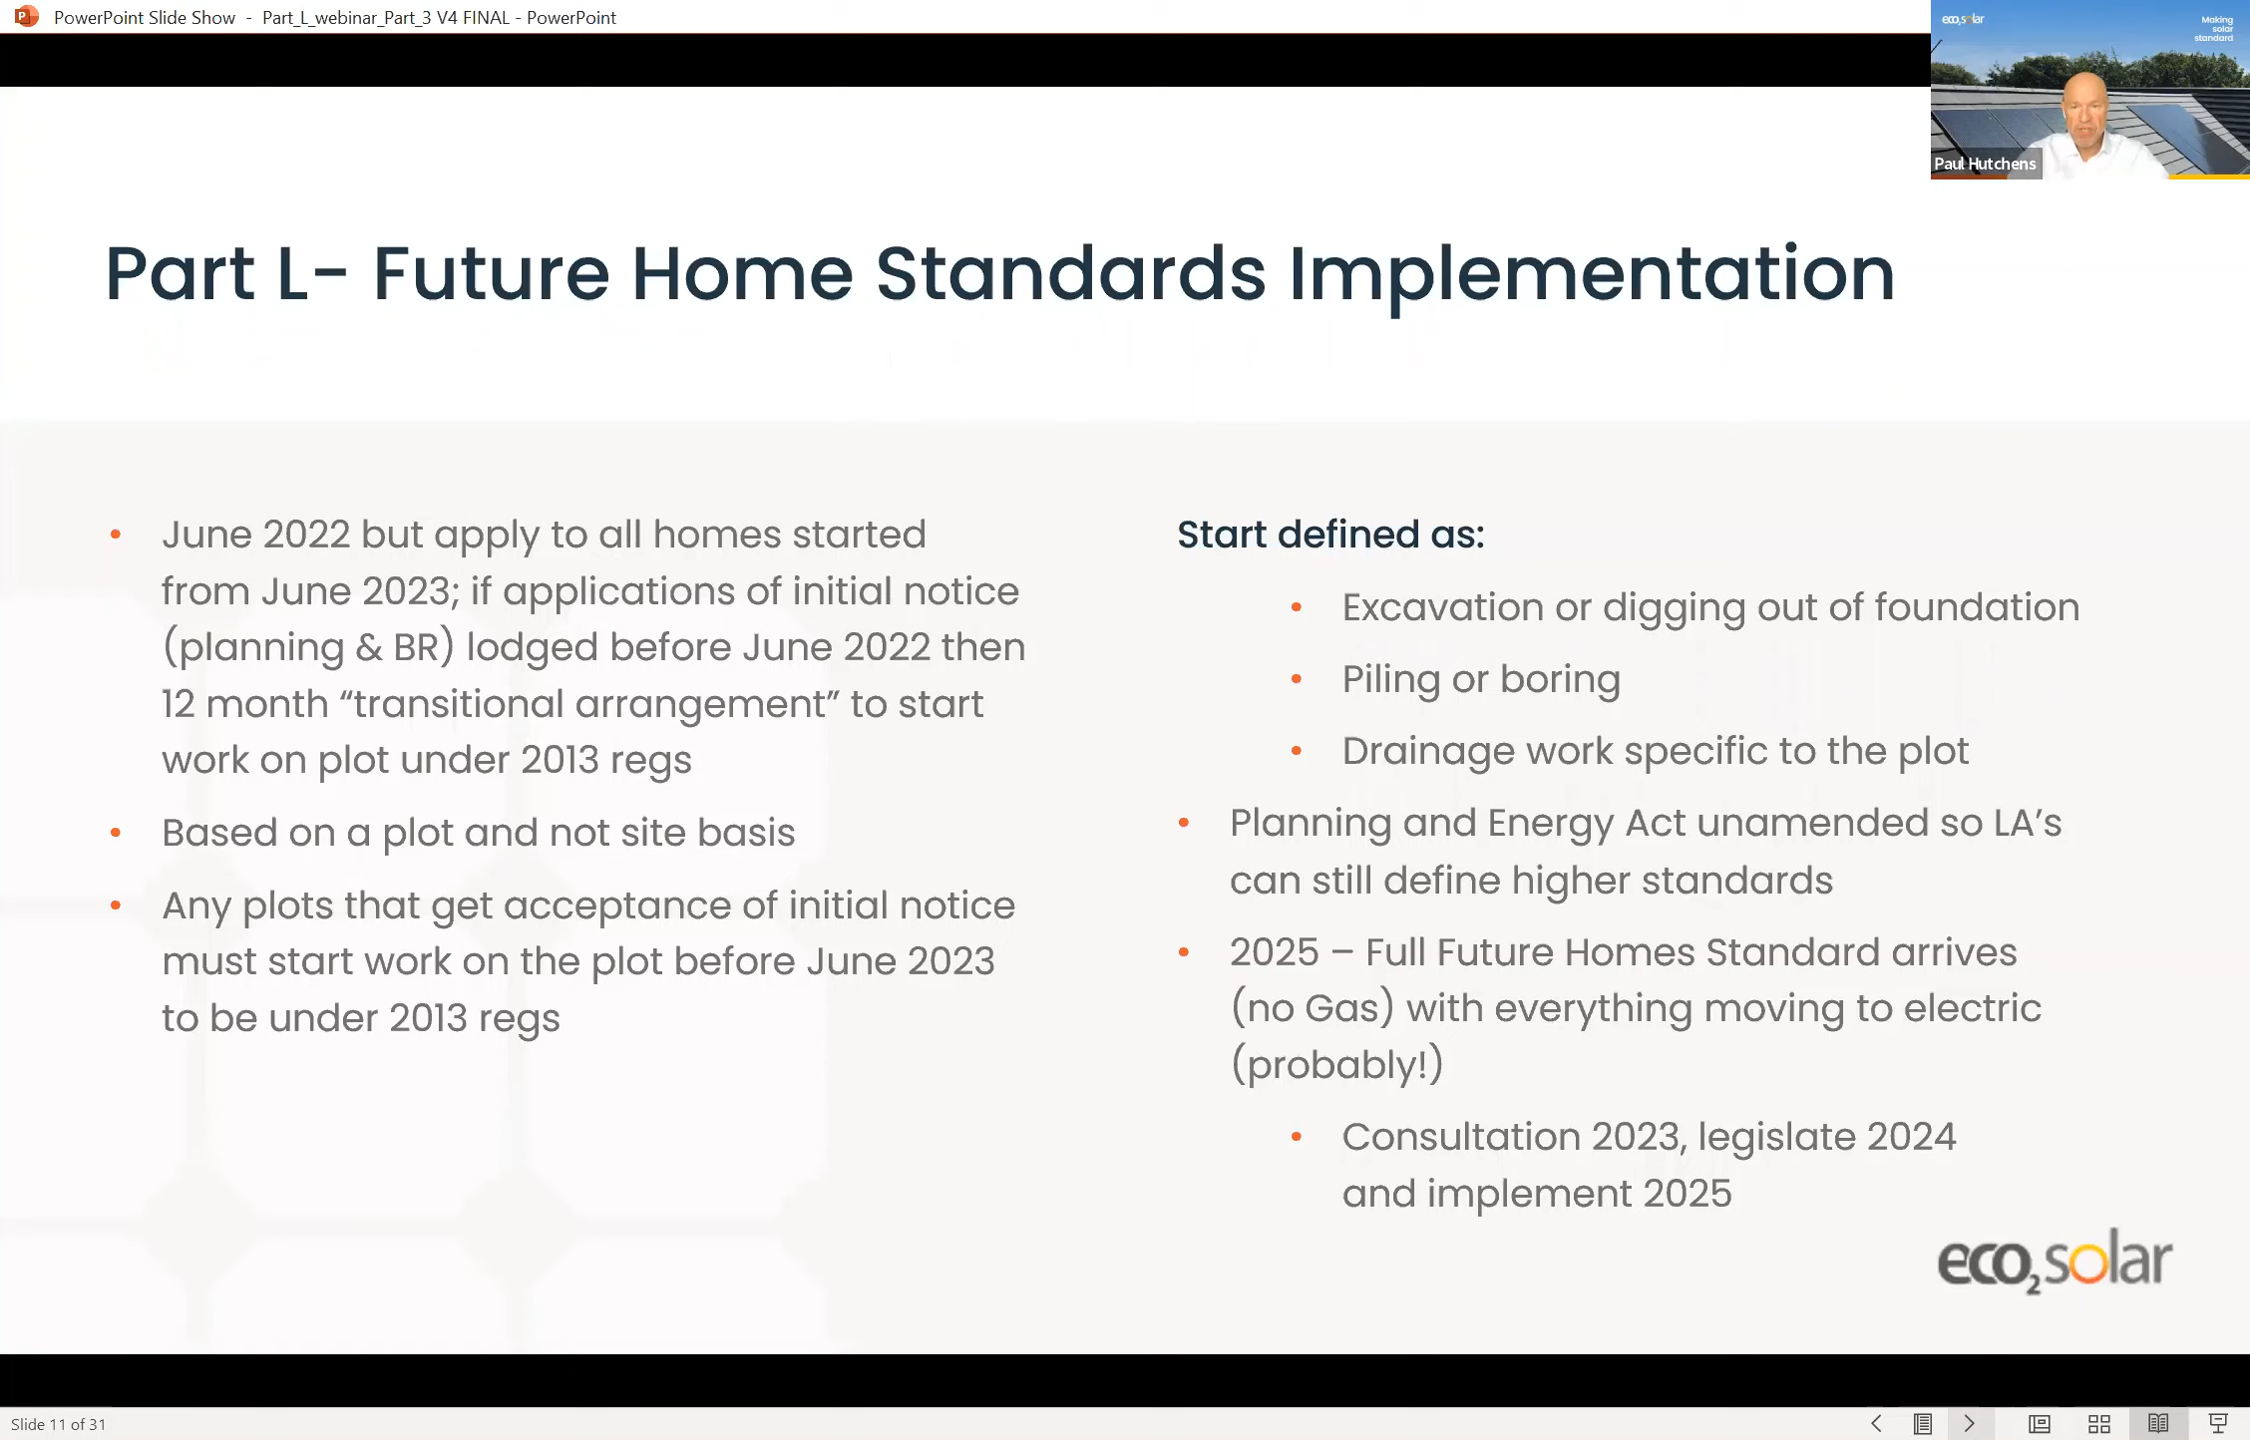 PowerPoint Slide Show - Part_L_webinar_Part_3 V4 FINAL - PowerPoint
eco2solar
Making
solar
standard
Paul Hutchens
Part L- Future Home Standards Implementation
• June 2022 but apply to all homes started
from June 2023; if applications of initial notice
(planning & BR) lodged before June 2022 then
12 month “transitional arrangement” to start
work on plot under 2013 regs
• Based on a plot and not site basis
• Any plots that get acceptance of initial notice
must start work on the plot before June 2023
to be under 2013 regs
Start defined as:
• Excavation or digging out of foundation
• Piling or boring
• Drainage work specific to the plot
• Planning and Energy Act unamended so LA’s
can still define higher standards
• 2025 – Full Future Homes Standard arrives
(no Gas) with everything moving to electric
(probably!)
• Consultation 2023, legislate 2024
and implement 2025
eco2solar
Slide 11 of 31